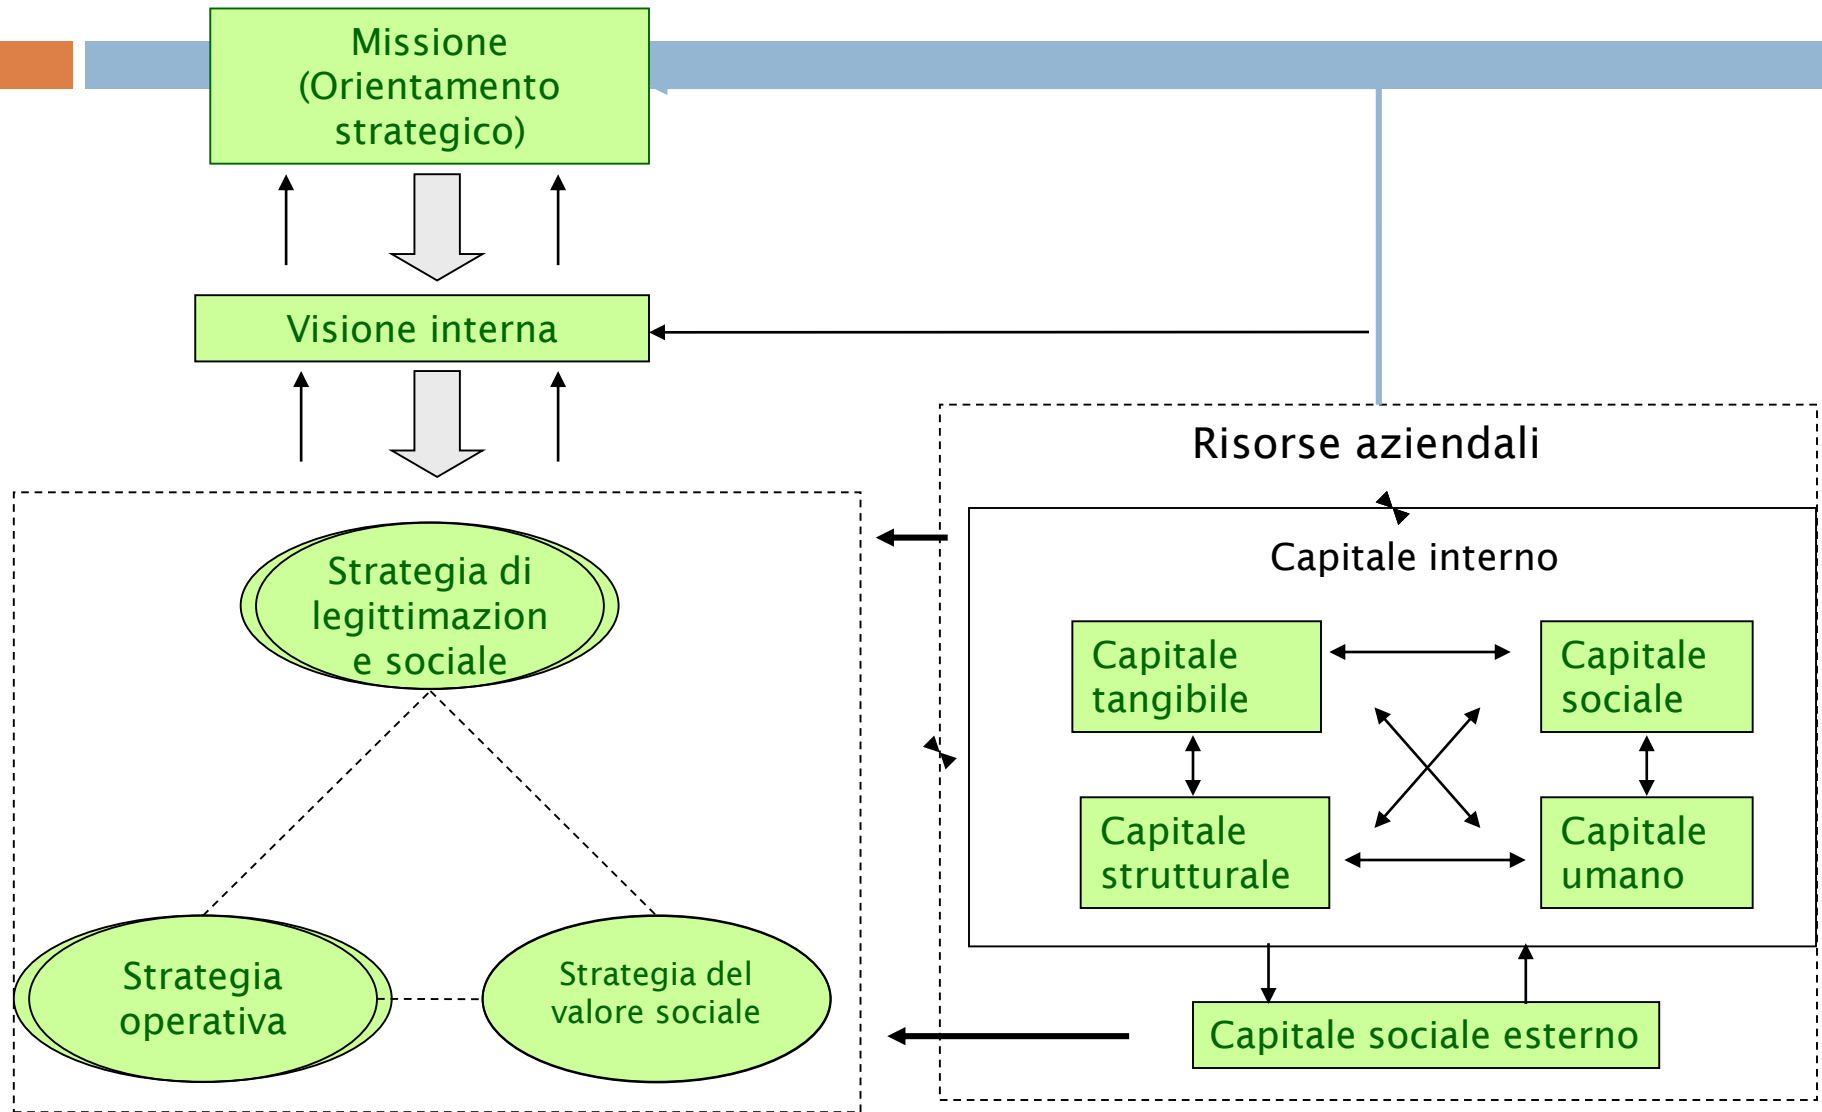 Missione
(Orientamento
strategico)
Visione interna
Risorse aziendali
Capitale interno
Strategia di
legittimazion
e sociale
Capitale
tangibile
Capitale
sociale
Capitale
strutturale
Capitale
umano
Strategia
operativa
Strategia del
valore sociale
Capitale sociale esterno